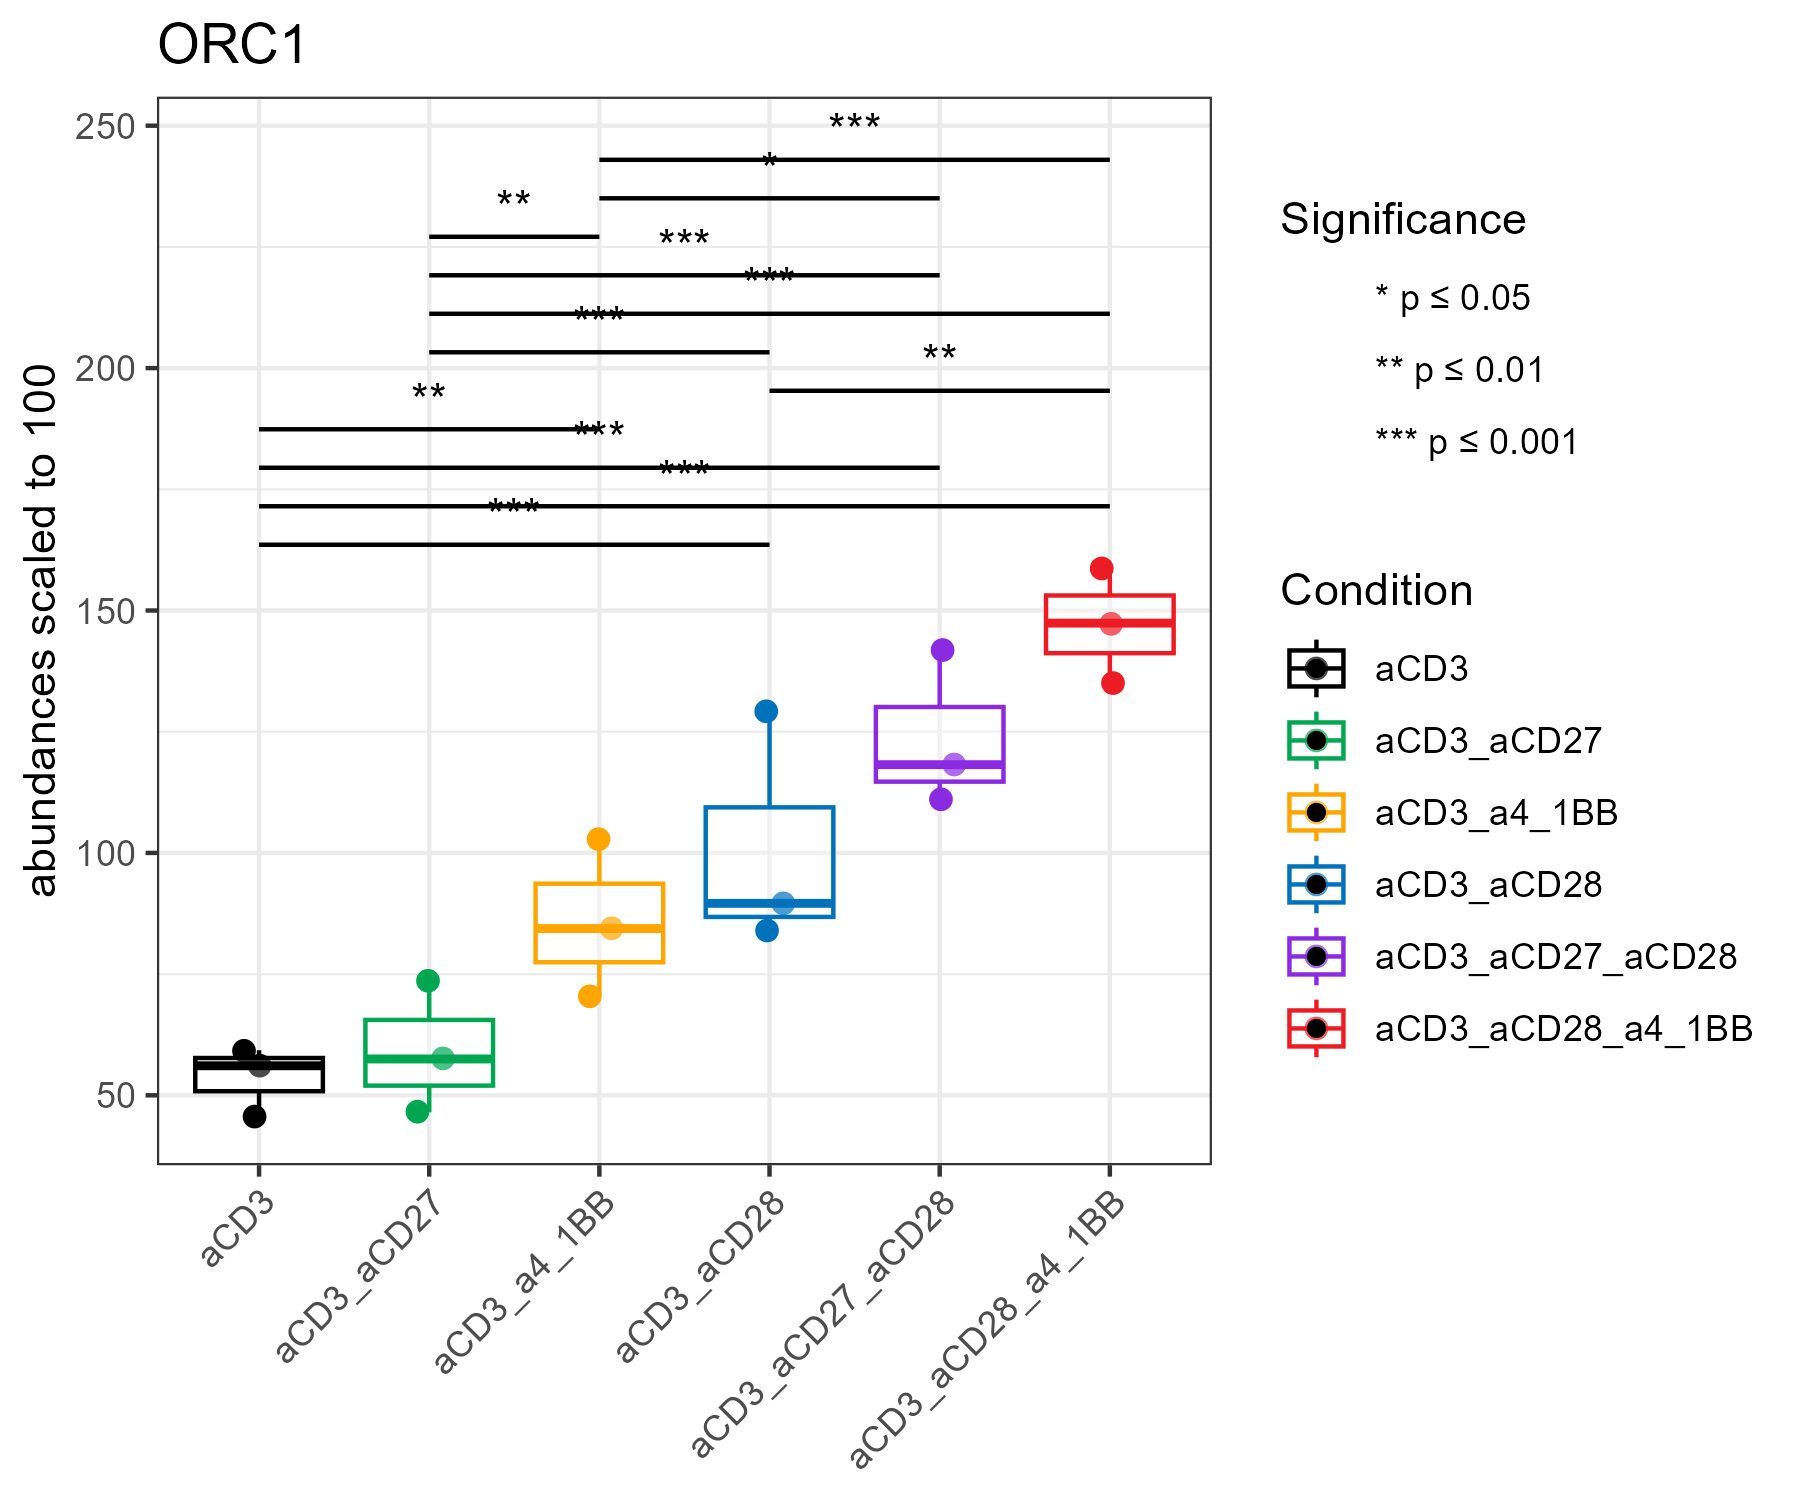 ORC1
abundances scaled to 100
250
200
150
100
50
***
*
**
***
***
***
**
**
***
***
***
aCD3
aCD3_aCD27
aCD3_a4_1BB
aCD3_aCD28
aCD3_aCD27_aCD28
aCD3_aCD28_a4_1BB
Significance
* p ≤ 0.05
** p ≤ 0.01
*** p ≤ 0.001
Condition
aCD3
aCD3_aCD27
aCD3_a4_1BB
aCD3_aCD28
aCD3_aCD27_aCD28
aCD3_aCD28_a4_1BB